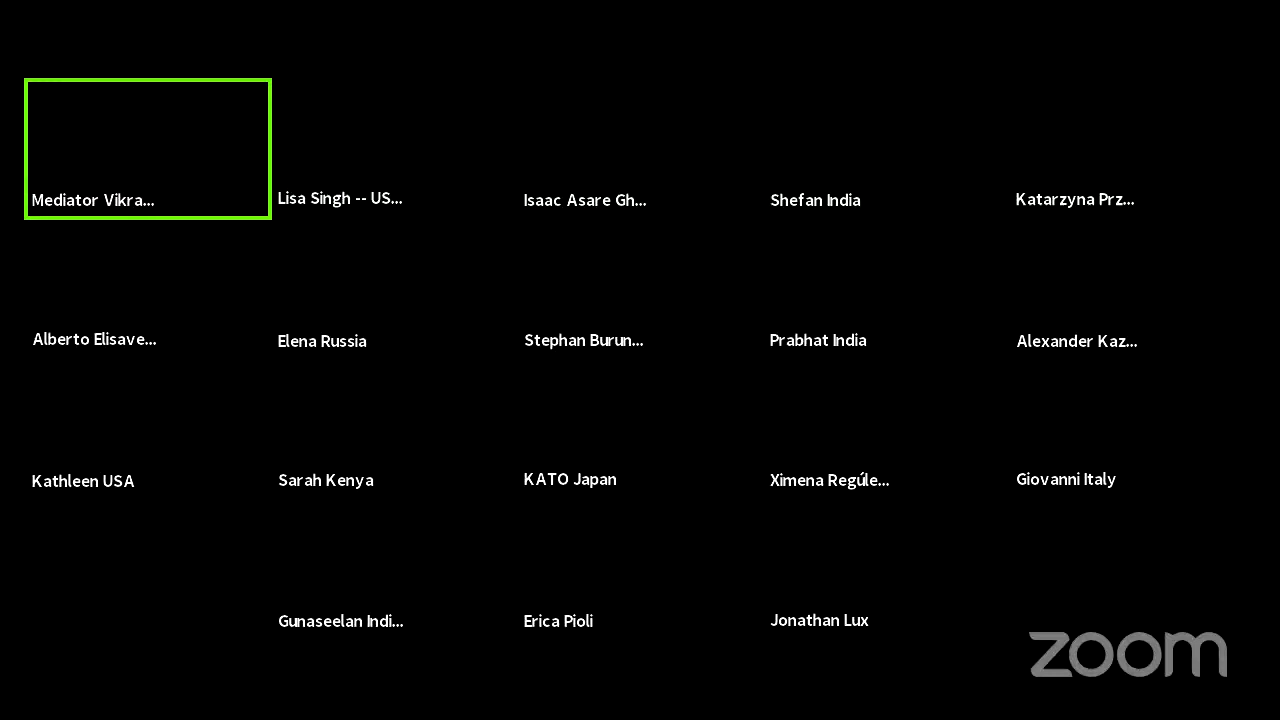 Mediator Vikra...
Lisa Singh -- US...
Isaac Asare Gh...
Shefan India
Katarzyna Prz...
Alberto Elisave...
Elena Russia
Stephan Burun...
Prabhat India
Alexander Kaz...
Kathleen USA
Sarah Kenya
KATO Japan
Ximena Regúle...
Giovanni Italy
Gunaseelan Indi...
Erica Pioli
Jonathan Lux
zoom